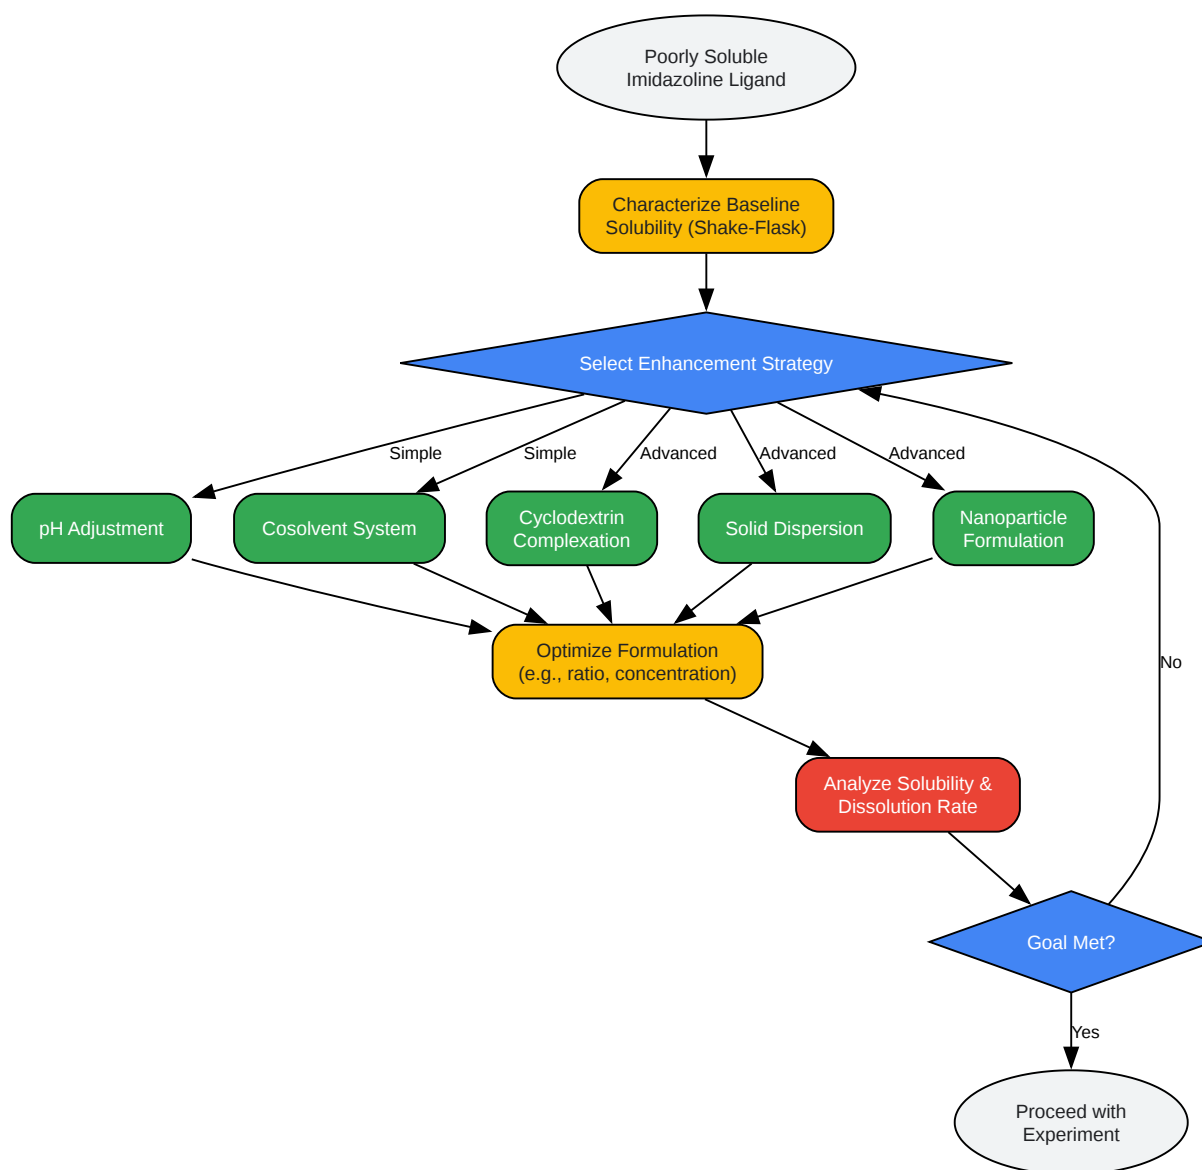 Poorly Soluble
Imidazoline Ligand
Characterize Baseline
Solubility (Shake-Flask)
Select Enhancement Strategy
Simple
Simple
Advanced
Advanced
Advanced
pH Adjustment
Cosolvent System
Cyclodextrin
Complexation
Solid Dispersion
Nanoparticle
Formulation
Optimize Formulation
(e.g., ratio, concentration)
No
Analyze Solubility &
Dissolution Rate
Goal Met?
Yes
Proceed with
Experiment